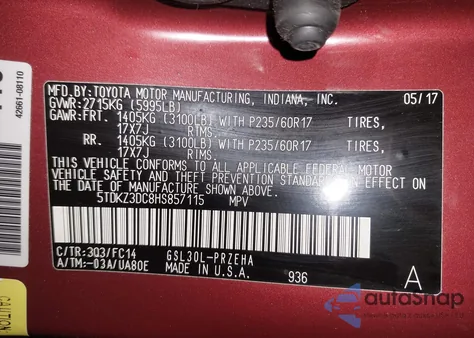 42661-08110
MFD.BY:TOYOTA MOTOR MANUFACTURING, INDIANA, INC. 05/17
GVWR:2715KG (5995LB)
GAWR:FRT. 1405KG (3100LB) WITH P235/60R17 TIRES,
17X7J RIMS.
RR. 1405KG (3100LB) WITH P235/60R17 TIRES,
17X7J RIMS.
THIS VEHICLE CONFORMS TO ALL APPLICABLE FEDERAL MOTOR
VEHICLE SAFETY AND THEFT PREVENTION STANDARDS IN EFFECT
ON THE DATE OF MANUFACTURE SHOWN ABOVE.
5TDKZ3DC8HS857115 MPV
C/TR:3Q3/FC14 GSL30L-PRZEHA
A/TM:-03A/UA80E MADE IN U.S.A. 936 A
CAUTION
autosnap